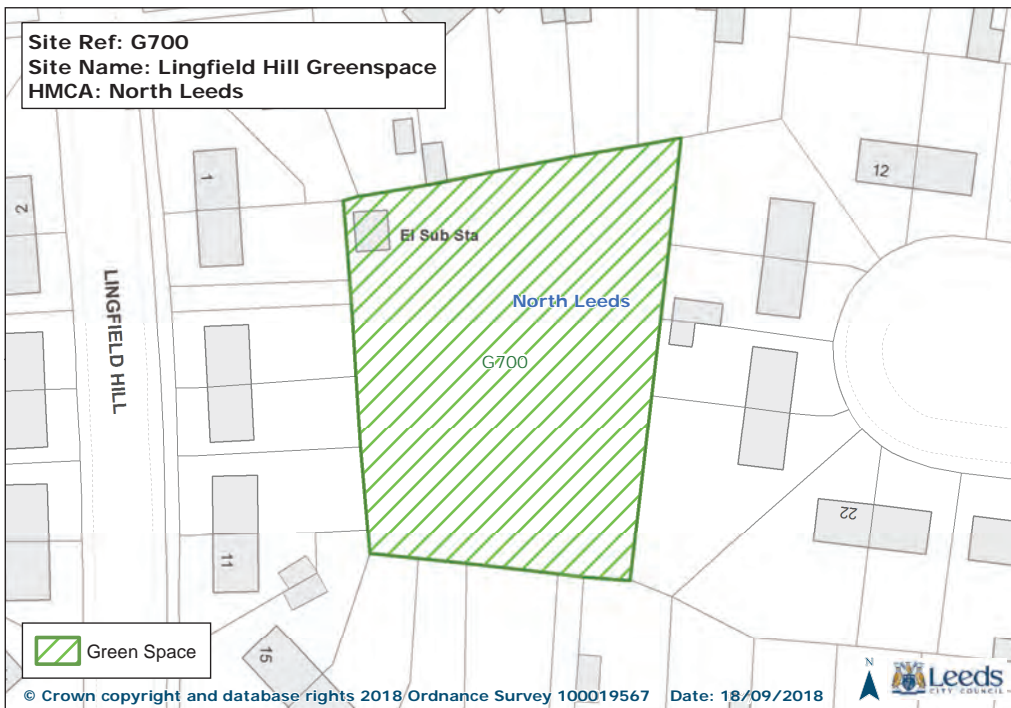 Site Ref: G700
Site Name: Lingfield Hill Greenspace
HMCA: North Leeds
1
2
12
El Sub Sta
LINGFIELD HILL
North Leeds
G700
22
11
15
Green Space
N
Leeds
CITY COUNCIL
© Crown copyright and database rights 2018 Ordnance Survey 100019567 Date: 18/09/2018